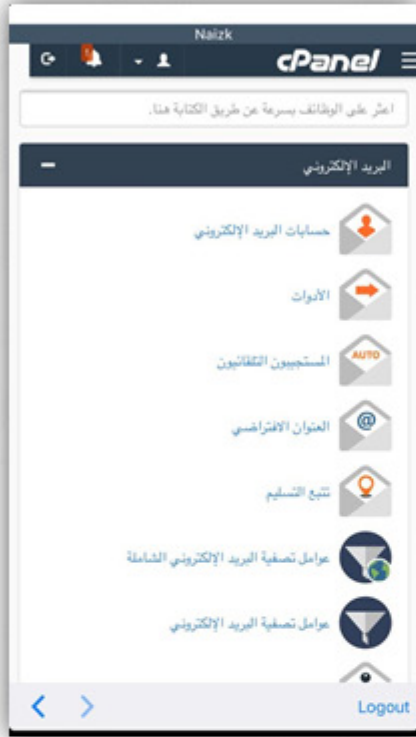 Naizk
cPanel
اعثر على الوظائف بسرعة عن طريق الكتابة هنا.
البريد الإلكتروني
حسابات البريد الإلكتروني
الأدوات
AUTO
المستجيبون التلقائيون
@
العنوان الافتراضي
تتبع التسليم
عوامل تصفية البريد الإلكتروني الشاملة
عوامل تصفية البريد الإلكتروني
Logout